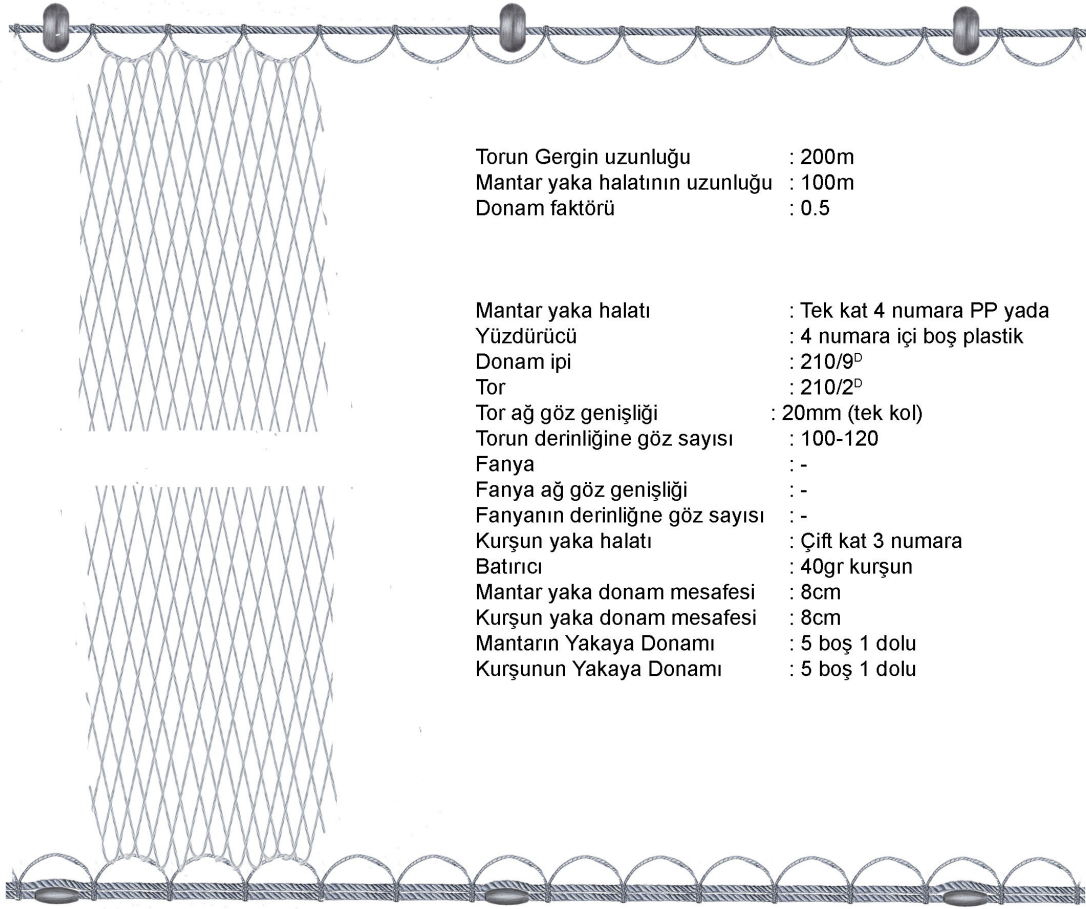 Torun Gergin uzunluğu : 200m
Mantar yaka halatının uzunluğu : 100m
Donam faktörü : 0.5
Mantar yaka halatı : Tek kat 4 numara PP yada
Yüzdürücü : 4 numara içi boş plastik
Donam ipi : 210/9ᴰ
Tor : 210/2ᴰ
Tor ağ göz genişliği : 20mm (tek kol)
Torun derinliğine göz sayısı : 100-120
Fanya : -
Fanya ağ göz genişliği : -
Fanyanın derinliğne göz sayısı : -
Kurşun yaka halatı : Çift kat 3 numara
Batırıcı : 40gr kurşun
Mantar yaka donam mesafesi : 8cm
Kurşun yaka donam mesafesi : 8cm
Mantarın Yakaya Donamı : 5 boş 1 dolu
Kurşunun Yakaya Donamı : 5 boş 1 dolu